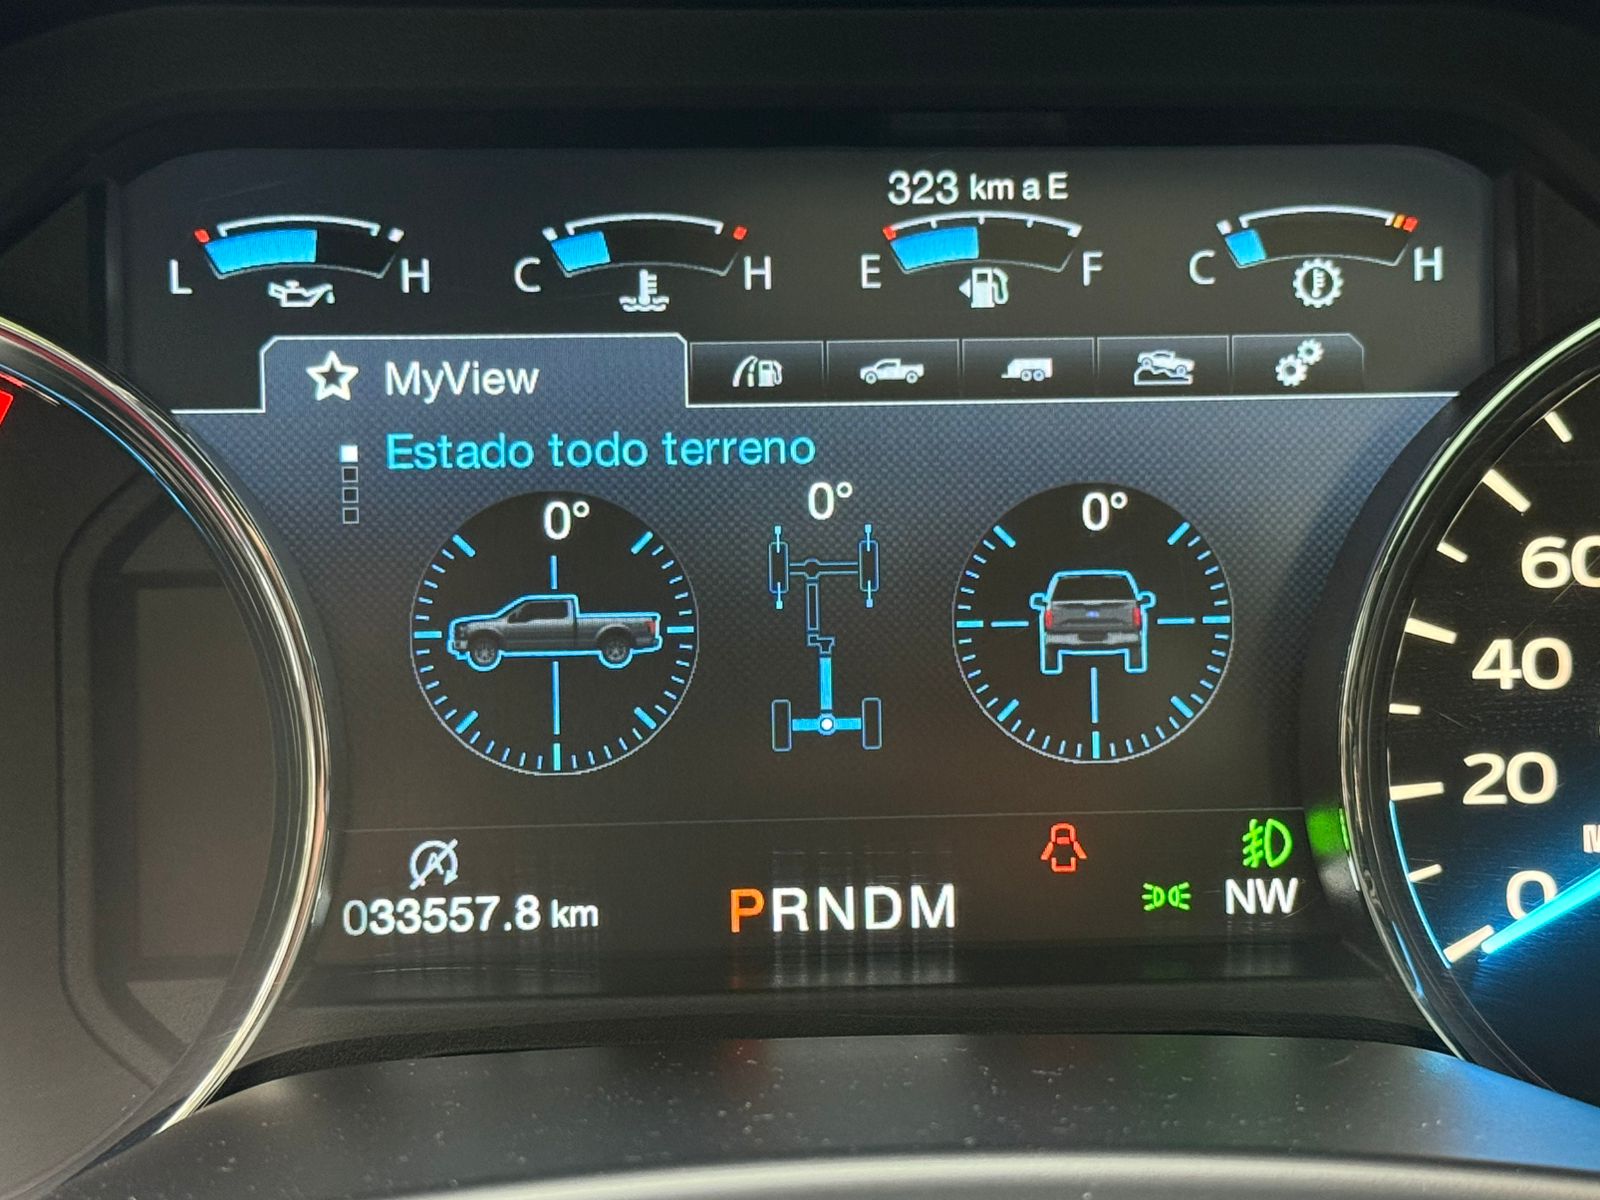 323 km a E
L H C H E F C H
MyView
Estado todo terreno
0° 0° 0°
60
40
20
0
033557.8 km
PRNDM
NW